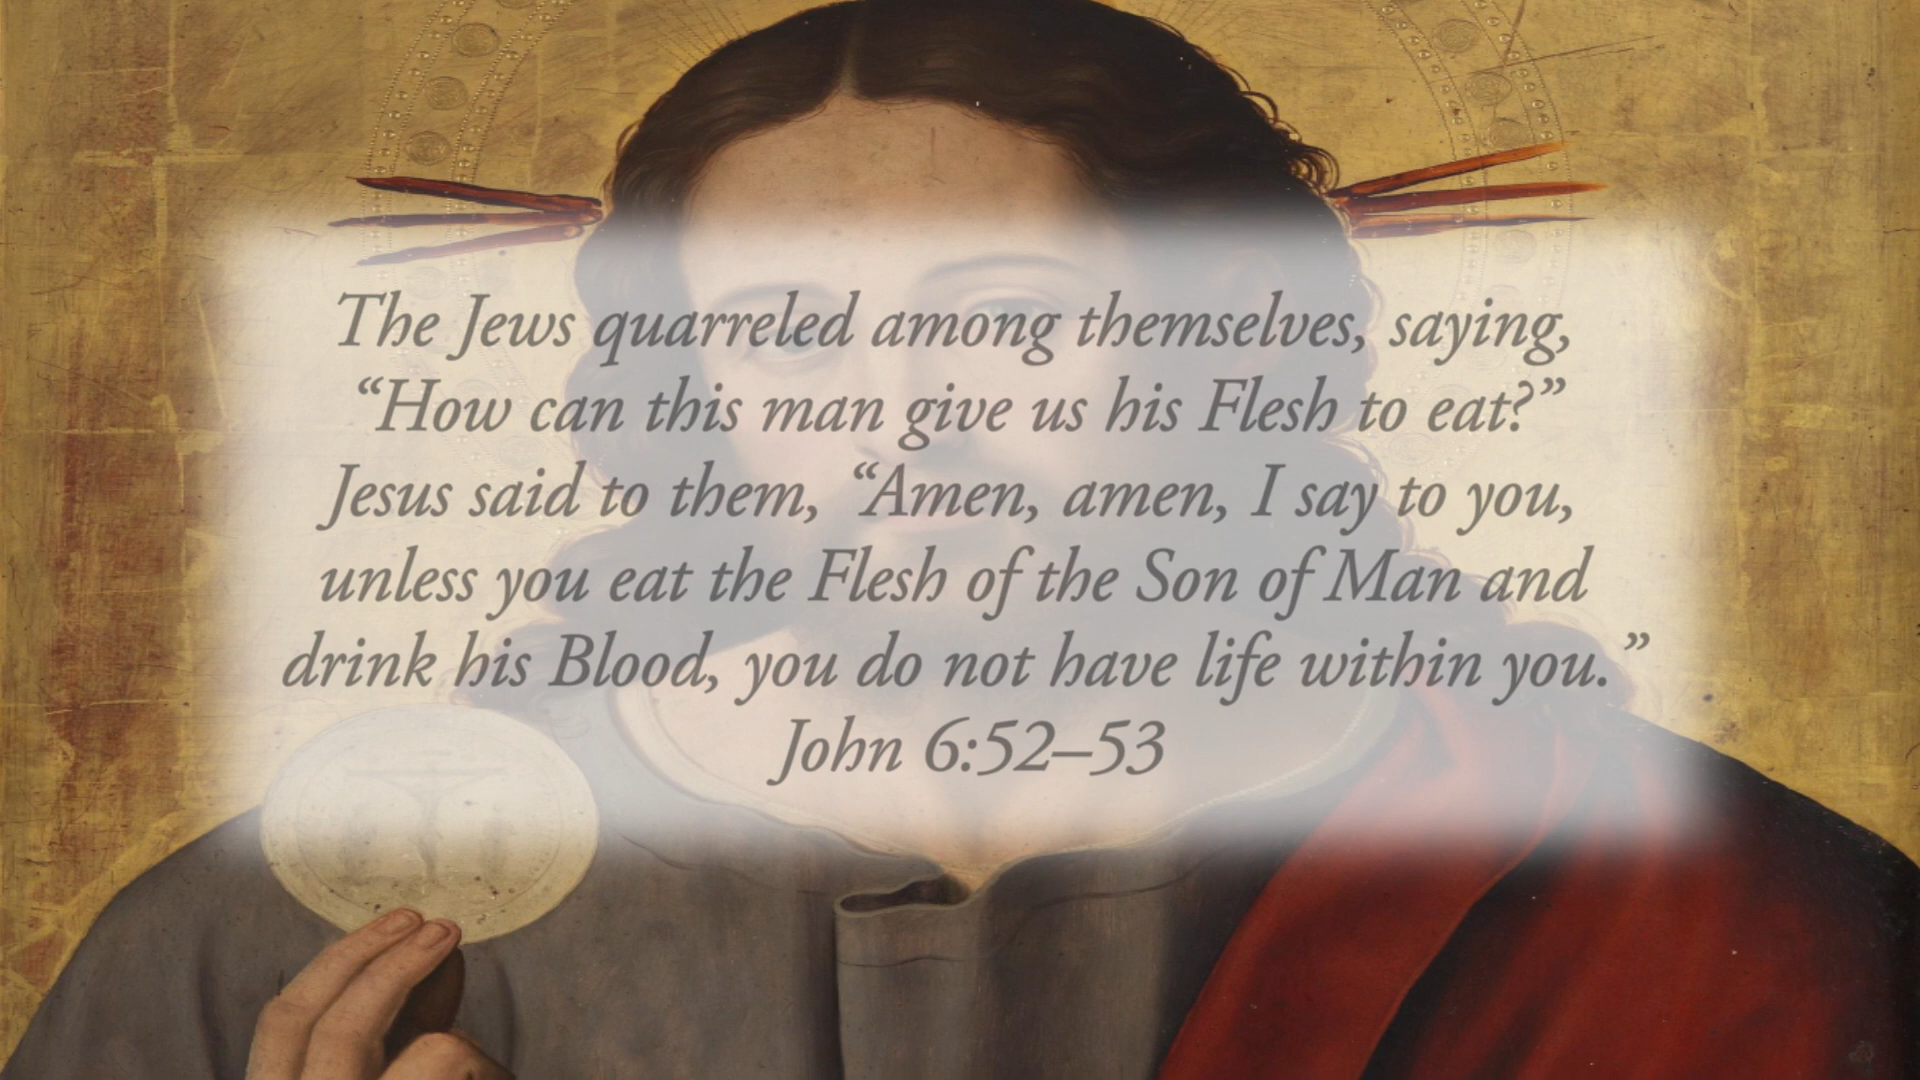 The Jews quarreled among themselves, saying,
“How can this man give us his Flesh to eat?”
Jesus said to them, “Amen, amen, I say to you,
unless you eat the Flesh of the Son of Man and
drink his Blood, you do not have life within you.”
John 6:52–53